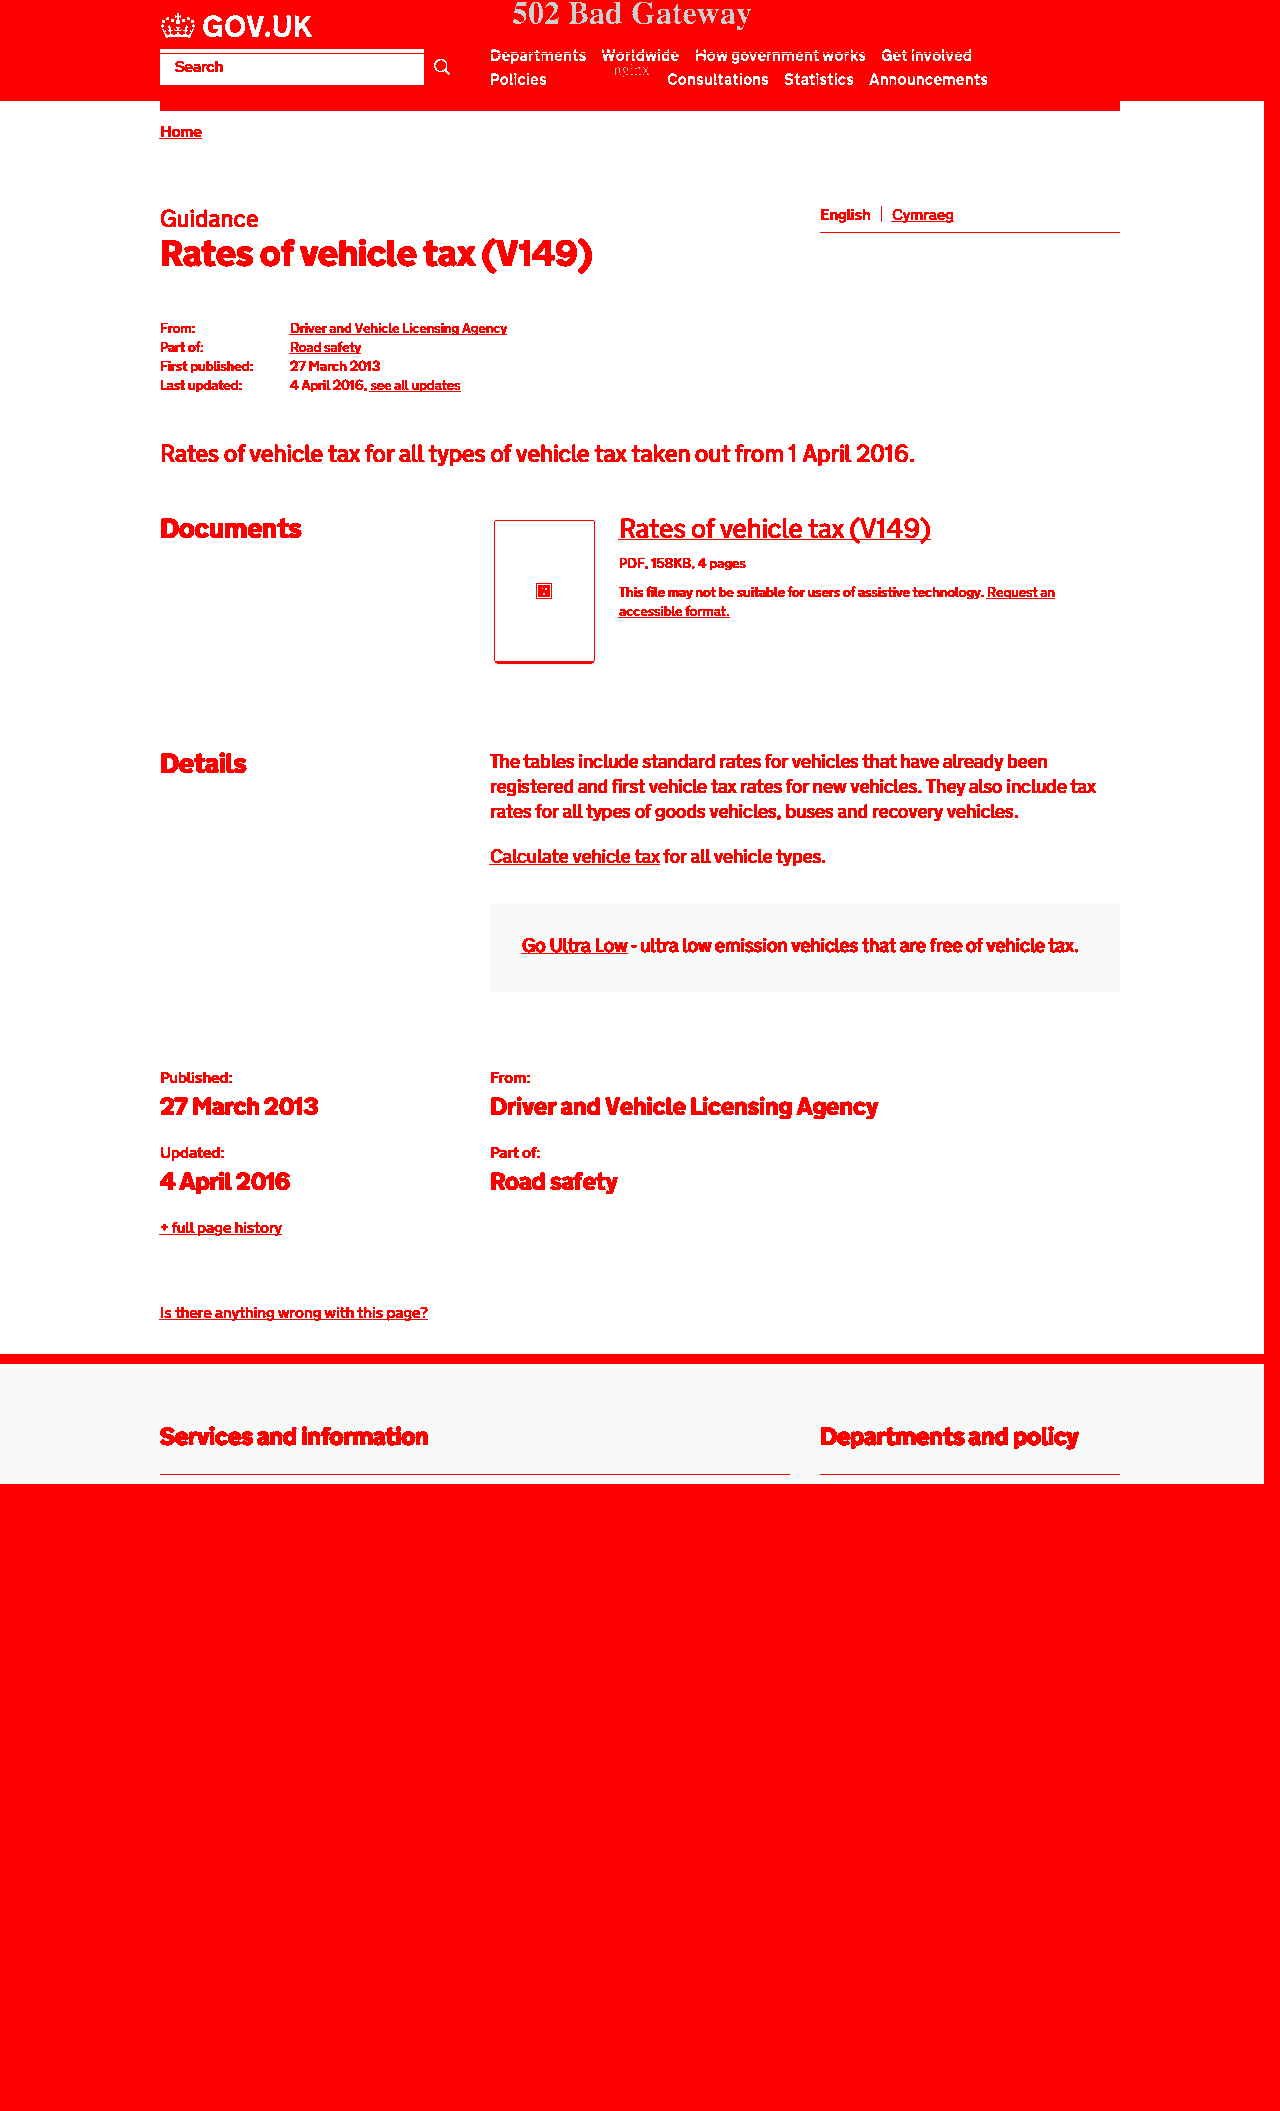 502 Bad Gateway
GOV.UK
Departments Worldwide How government works Get involved
Search
nginx
Policies Consultations Statistics Announcements
Home
Guidance
English | Cymraeg
Rates of vehicle tax (V149)
From: Driver and Vehicle Licensing Agency
Part of: Road safety
First published: 27 March 2013
Last updated: 4 April 2016, see all updates
Rates of vehicle tax for all types of vehicle tax taken out from 1 April 2016.
Documents
Rates of vehicle tax (V149)
PDF, 158KB, 4 pages
This file may not be suitable for users of assistive technology. Request an
accessible format.
Details
The tables include standard rates for vehicles that have already been
registered and first vehicle tax rates for new vehicles. They also include tax
rates for all types of goods vehicles, buses and recovery vehicles.
Calculate vehicle tax for all vehicle types.
Go Ultra Low - ultra low emission vehicles that are free of vehicle tax.
Published:
27 March 2013
From:
Driver and Vehicle Licensing Agency
Updated:
4 April 2016
Part of:
Road safety
+ full page history
Is there anything wrong with this page?
Services and information
Departments and policy